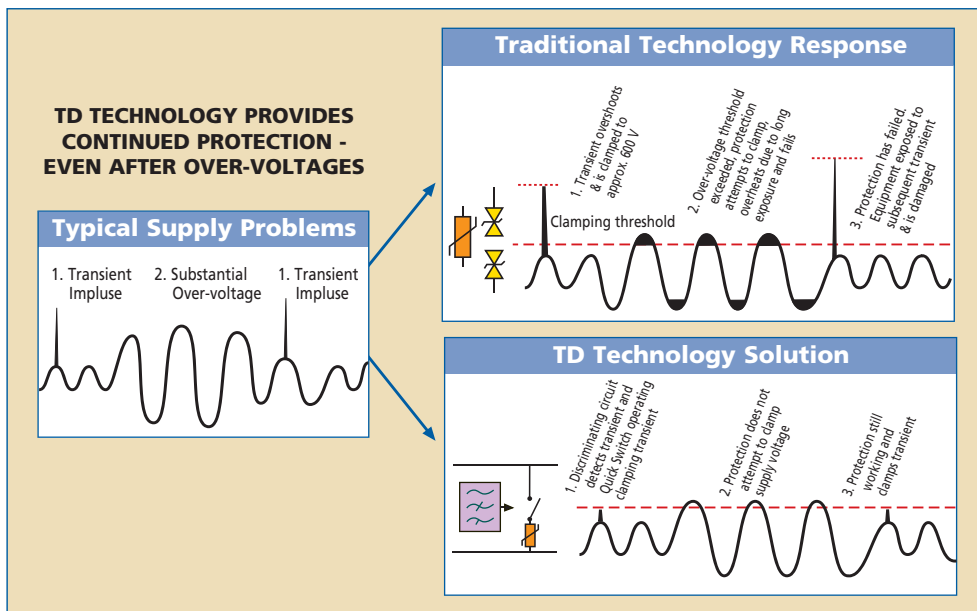 TD TECHNOLOGY PROVIDES
CONTINUED PROTECTION -
EVEN AFTER OVER-VOLTAGES
Typical Supply Problems
1. Transient
Impluse
2. Substantial
Over-voltage
1. Transient
Impluse
Traditional Technology Response
1. Transient overshoots
& is clamped to
approx. 600 V
Clamping threshold
2. Over-voltage threshold
exceeded, protection
attempts to clamp,
overheats due to long
exposure and fails
3. Protection has failed.
Equipment exposed to
subsequent transient
& is damaged
TD Technology Solution
1. Discriminating circuit
detects transient and
Quick Switch operating
clamping transient
2. Protection does not
attempt to clamp
supply voltage
3. Protection still
working and
clamps transient